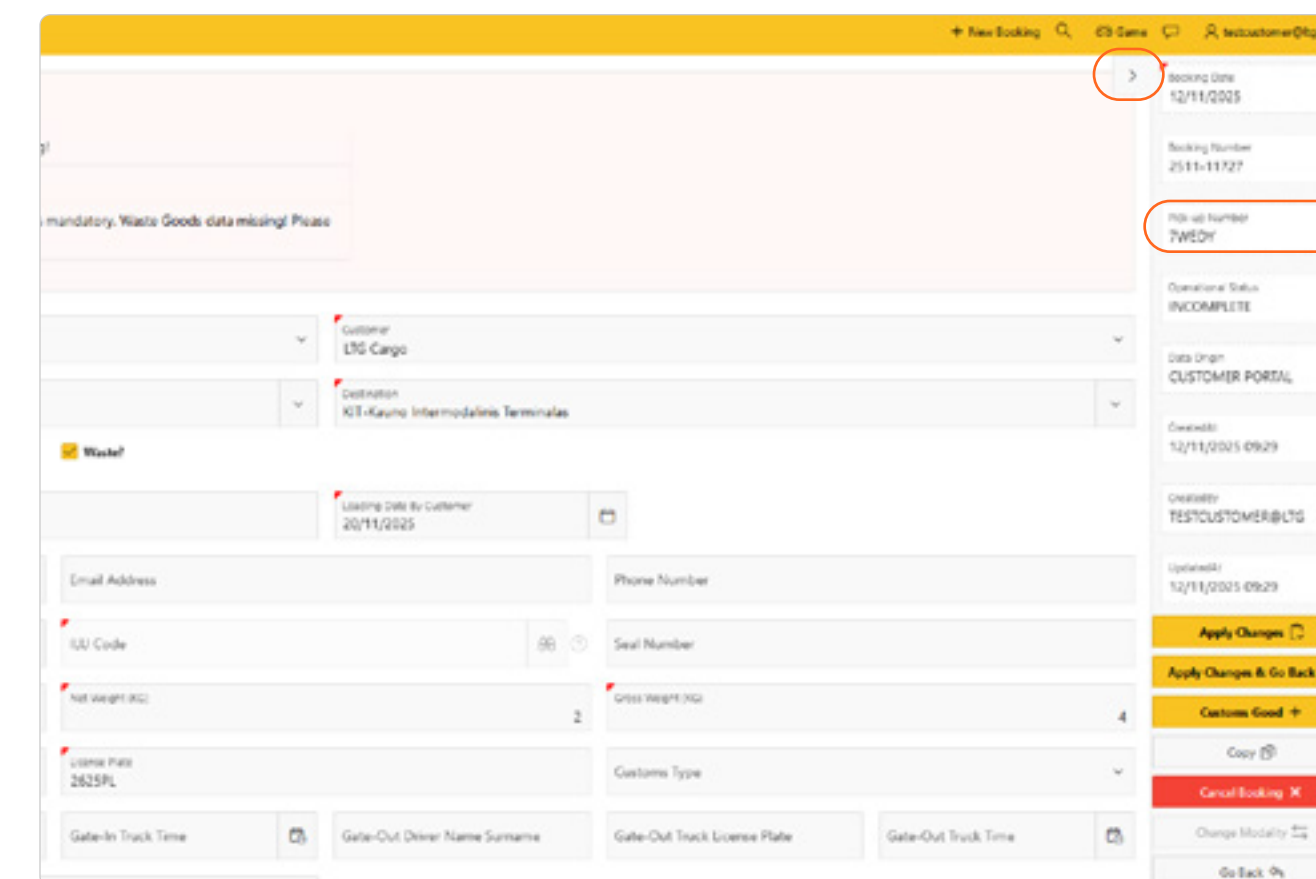 + New Booking
Game
testcustomer@ltg
Booking Date
12/11/2025
g!
Booking Number
2511-11727
mandatory. Waste Goods data missing! Please
Pick-up Number
7WEDY
Operational Status
INCOMPLETE
Customer
LTG Cargo
Data Origin
CUSTOMER PORTAL
Destination
KIT-Kauno Intermodalinis Terminalas
CreatedAt
12/11/2025 09:29
Waste?
Loading Date By Customer
20/11/2025
CreatedBy
TESTCUSTOMER@LTG
Email Address
Phone Number
UpdatedAt
12/11/2025 09:29
Apply Changes
ILU Code
Seal Number
Apply Changes & Go Back
Net Weight (KG)
2
Gross Weight (KG)
4
Customs Good +
Copy
License Plate
2625PL
Customs Type
Cancel Booking X
Gate-In Truck Time
Gate-Out Driver Name Surname
Gate-Out Truck License Plate
Gate-Out Truck Time
Change Modality
Go Back